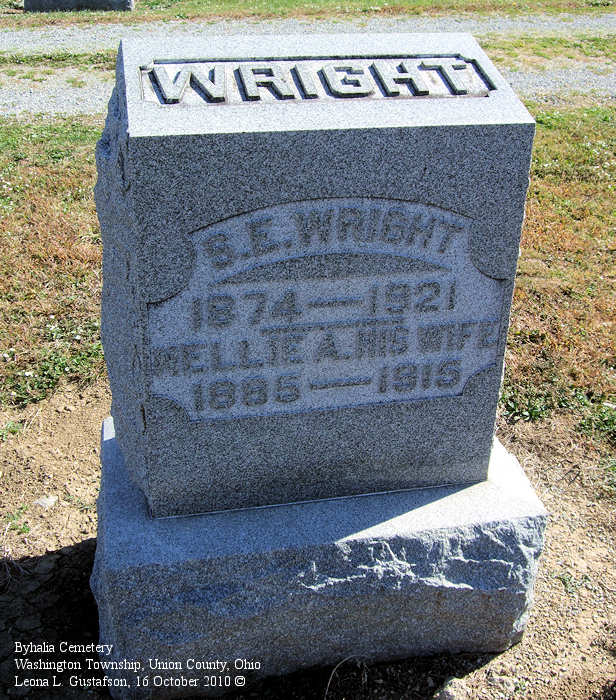 WRIGHT
S.E. WRIGHT
1874 — 1921
NELLIE A. HIS WIFE
1885 — 1915
Byhalia Cemetery
Washington Township, Union County, Ohio
Leona L. Gustafson, 16 October 2010 ©